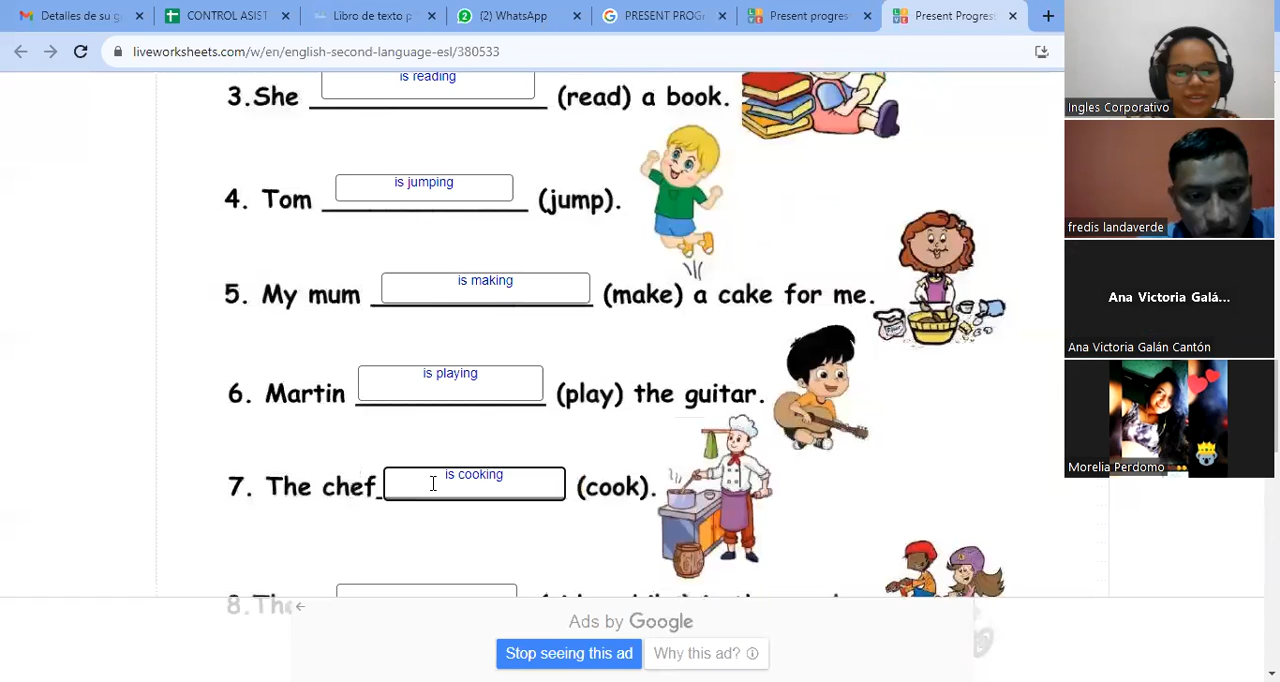 Detalles de su g
CONTROL ASIST
Libro de texto p
(2) WhatsApp
PRESENT PROGR
Present progres
Present Progres
liveworksheets.com/w/en/english-second-language-esl/380533
3.She is reading (read) a book.
4. Tom is jumping (jump).
5. My mum is making (make) a cake for me.
6. Martin is playing (play) the guitar.
7. The chef is cooking (cook).
8.The
Ads by Google
Stop seeing this ad
Why this ad?
Ingles Corporativo
fredis landaverde
Ana Victoria Galá...
Ana Victoria Galán Cantón
Morelia Perdomo